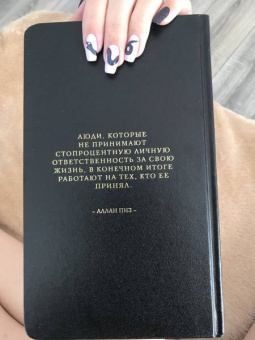 ЛЮДИ, КОТОРЫЕ
НЕ ПРИНИМАЮТ
СТОПРОЦЕНТНУЮ ЛИЧНУЮ
ОТВЕТСТВЕННОСТЬ ЗА СВОЮ
ЖИЗНЬ, В КОНЕЧНОМ ИТОГЕ
РАБОТАЮТ НА ТЕХ, КТО ЕЕ
ПРИНЯЛ.
– АЛЛАН ПИЗ –